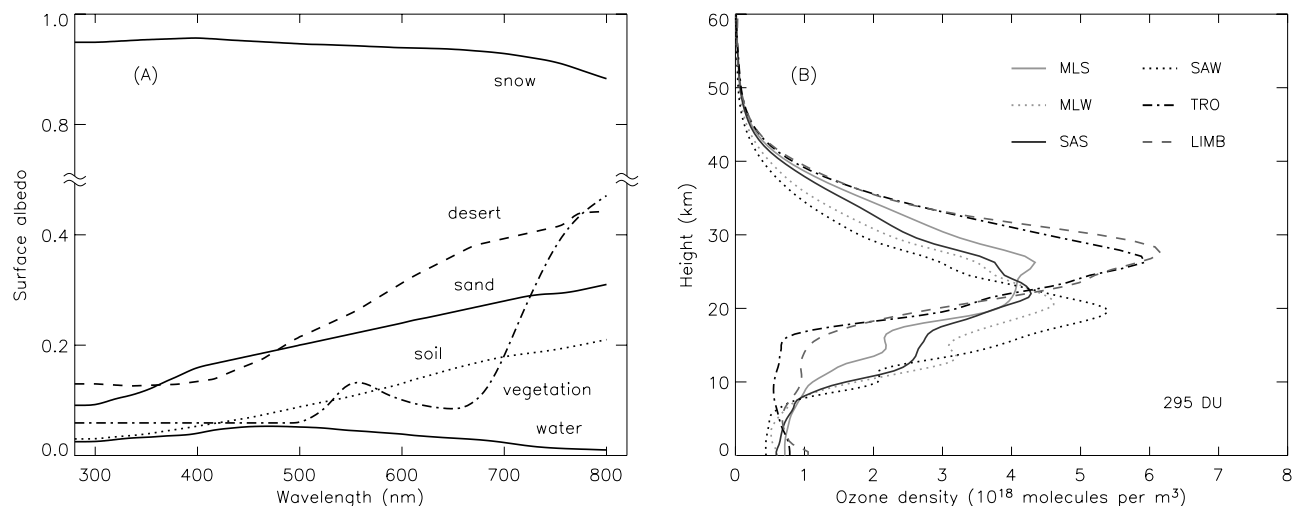 (A)
snow
desert
sand
soil
vegetation
water
1.0
0.8
0.4
0.2
0.0
Surface albedo
300 400 500 600 700 800
Wavelength (nm)
(B)
MLS
MLW
SAS
SAW
TRO
LIMB
295 DU
60
50
40
30
20
10
0
Height (km)
0 1 2 3 4 5 6 7 8
Ozone density (10¹⁸ molecules per m³)